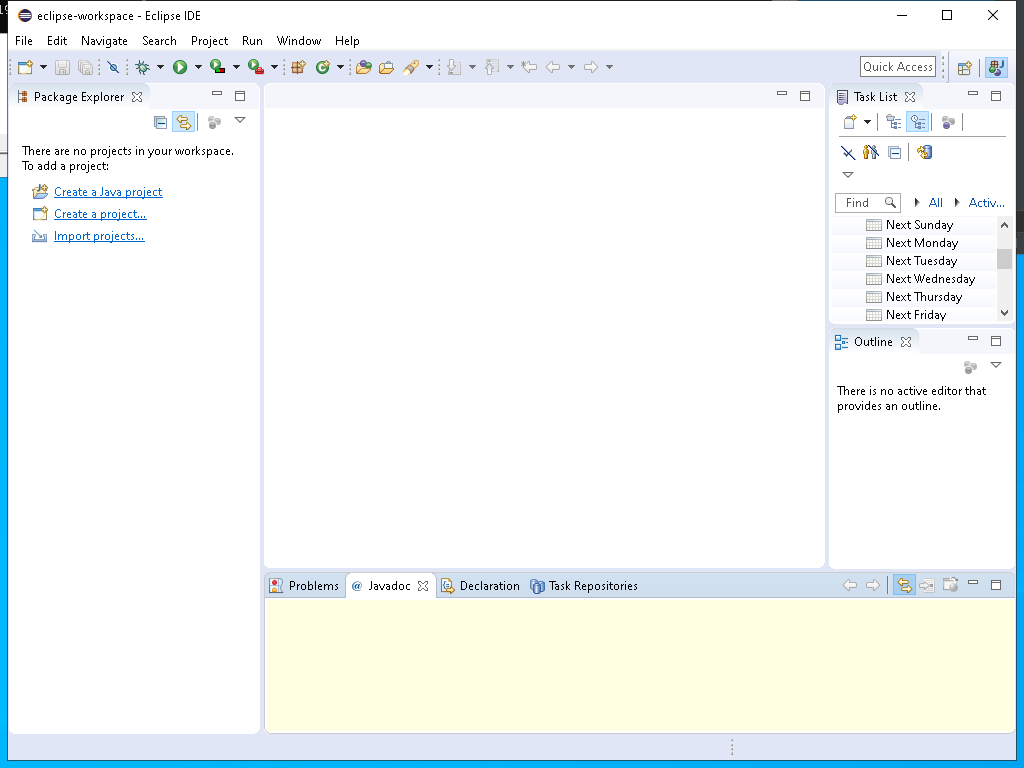 eclipse-workspace - Eclipse IDE
File Edit Navigate Search Project Run Window Help
Quick Access
Package Explorer
There are no projects in your workspace.
To add a project:
Create a Java project
Create a project...
Import projects...
Task List
Find All Activ...
Next Sunday
Next Monday
Next Tuesday
Next Wednesday
Next Thursday
Next Friday
Outline
There is no active editor that
provides an outline.
Problems @ Javadoc Declaration Task Repositories